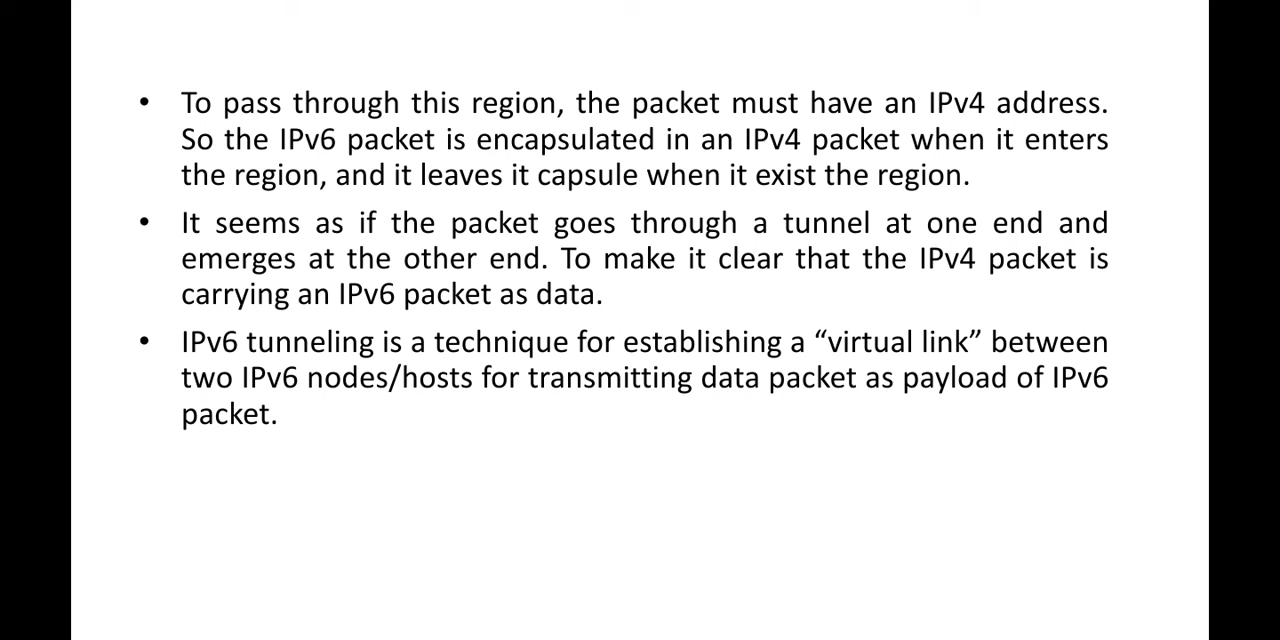 • To pass through this region, the packet must have an IPv4 address.
So the IPv6 packet is encapsulated in an IPv4 packet when it enters
the region, and it leaves it capsule when it exist the region.
• It seems as if the packet goes through a tunnel at one end and
emerges at the other end. To make it clear that the IPv4 packet is
carrying an IPv6 packet as data.
• IPv6 tunneling is a technique for establishing a “virtual link” between
two IPv6 nodes/hosts for transmitting data packet as payload of IPv6
packet.